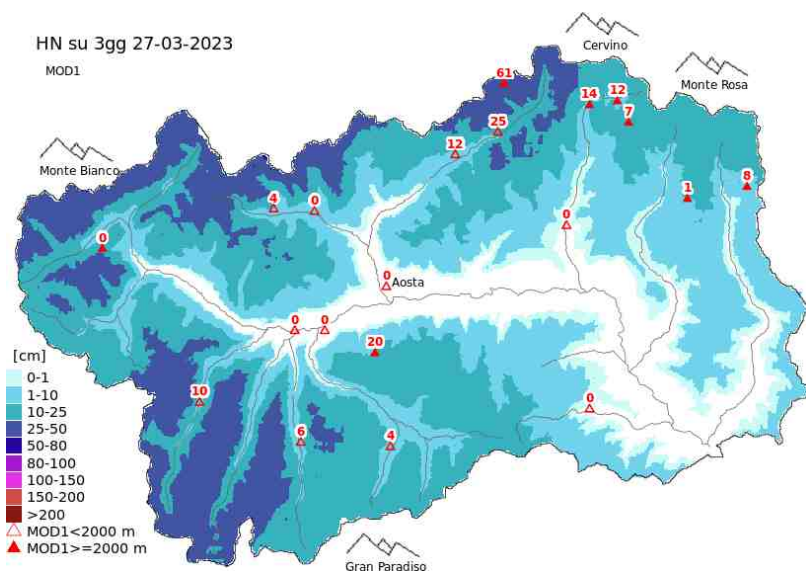 HN su 3gg 27-03-2023
MOD1
Cervino
Monte Rosa
Monte Bianco
61
14
12
7
25
12
8
1
4
0
0
0
0
Aosta
0
0
20
10
0
6
4
[cm]
0-1
1-10
10-25
25-50
50-80
80-100
100-150
150-200
>200
MOD1<2000 m
MOD1>=2000 m
Gran Paradiso